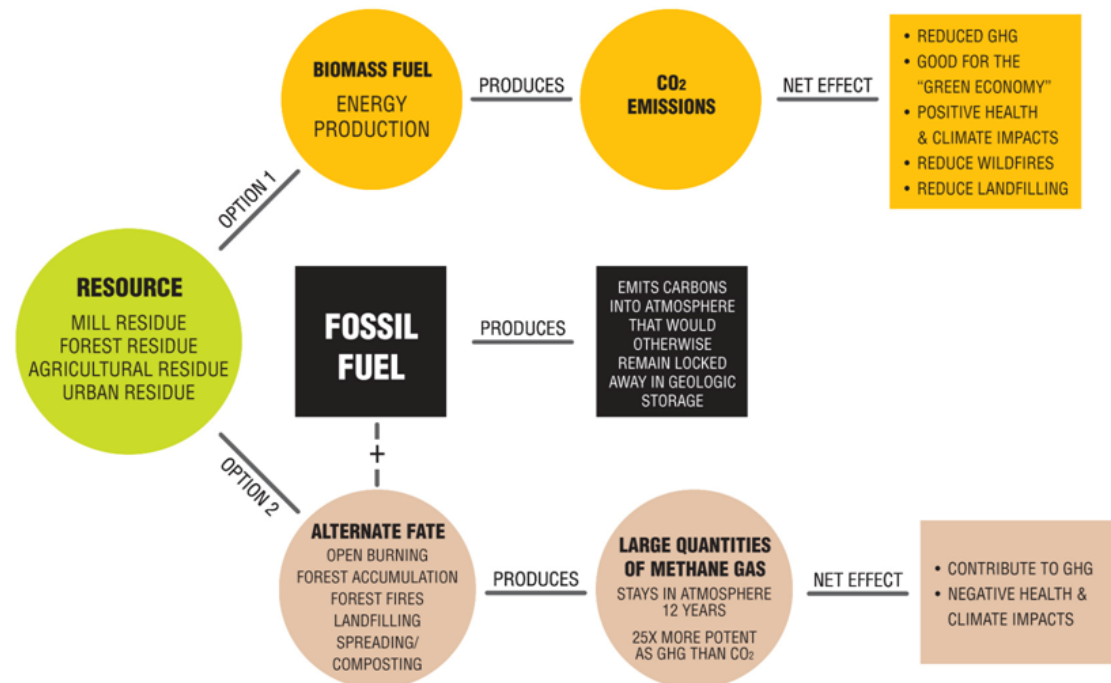 BIOMASS FUEL
ENERGY
PRODUCTION
PRODUCES
CO₂
EMISSIONS
NET EFFECT
• REDUCED GHG
• GOOD FOR THE
"GREEN ECONOMY"
• POSITIVE HEALTH
& CLIMATE IMPACTS
• REDUCE WILDFIRES
• REDUCE LANDFILLING
OPTION 1
RESOURCE
MILL RESIDUE
FOREST RESIDUE
AGRICULTURAL RESIDUE
URBAN RESIDUE
FOSSIL
FUEL
PRODUCES
EMITS CARBONS
INTO ATMOSPHERE
THAT WOULD
OTHERWISE
REMAIN LOCKED
AWAY IN GEOLOGIC
STORAGE
+
OPTION 2
ALTERNATE FATE
OPEN BURNING
FOREST ACCUMULATION
FOREST FIRES
LANDFILLING
SPREADING/
COMPOSTING
PRODUCES
LARGE QUANTITIES
OF METHANE GAS
STAYS IN ATMOSPHERE
12 YEARS
25X MORE POTENT
AS GHG THAN CO₂
NET EFFECT
• CONTRIBUTE TO GHG
• NEGATIVE HEALTH &
CLIMATE IMPACTS